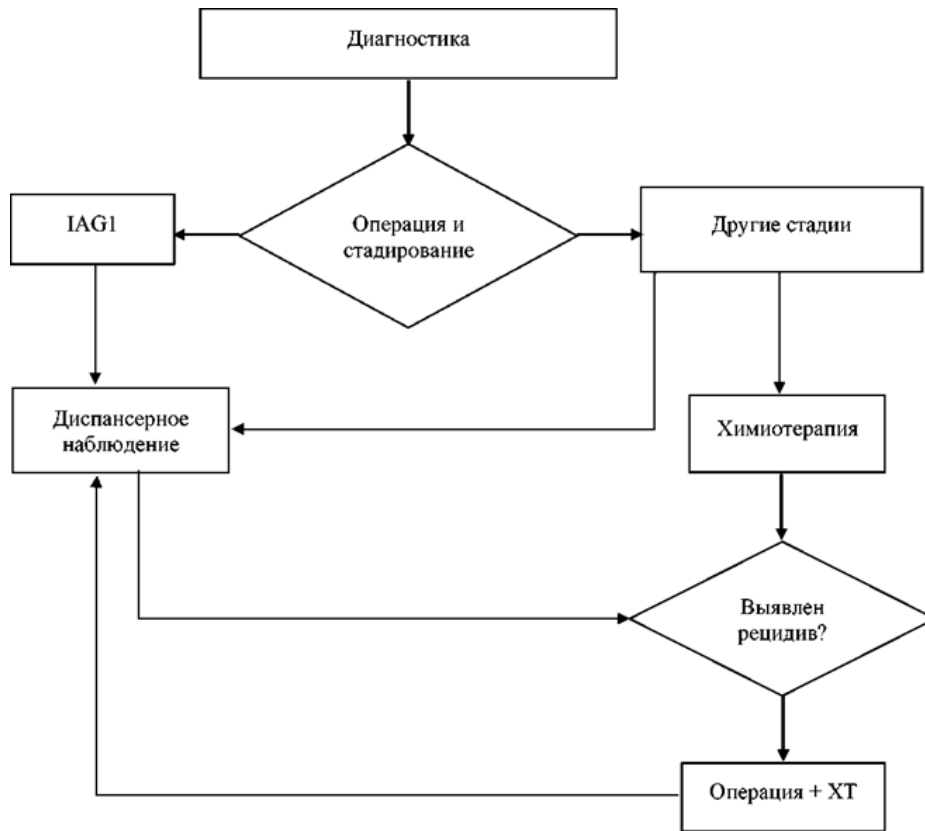 Диагностика
IAG1
Операция и
стадирование
Другие стадии
Диспансерное
наблюдение
Химиотерапия
Выявлен
рецидив?
Операция + ХТ